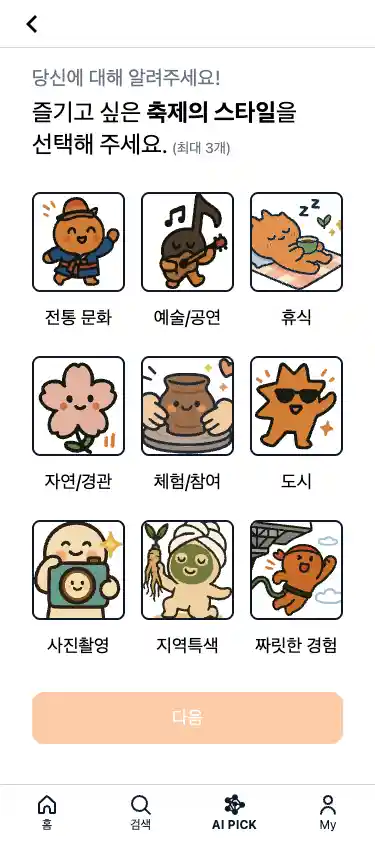 당신에 대해 알려주세요!
즐기고 싶은 축제의 스타일을
선택해 주세요. (최대 3개)
zz
전통 문화 예술/공연 휴식
자연/경관 체험/참여 도시
사진촬영 지역특색 짜릿한 경험
다음
홈 검색 AI PICK My